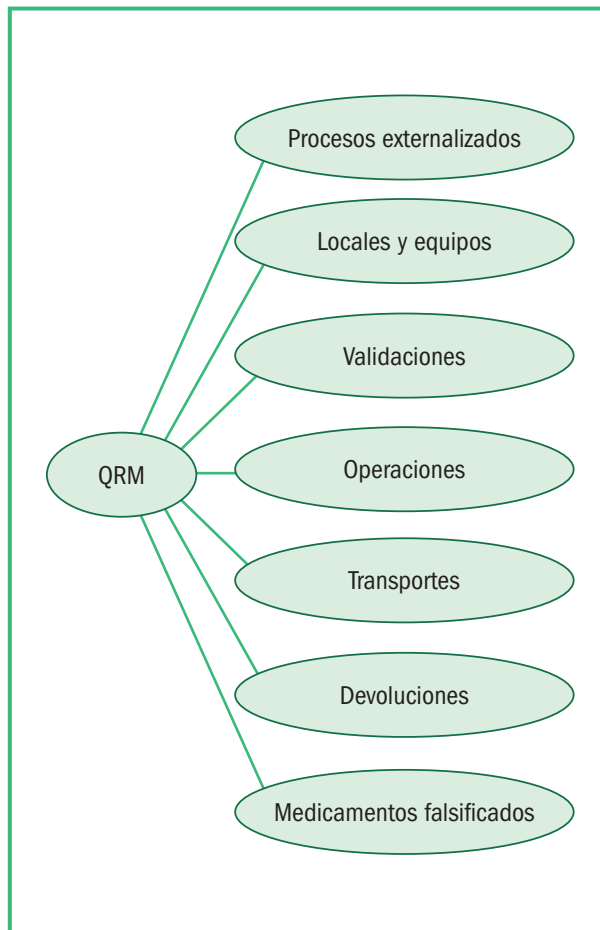 Procesos externalizados
Locales y equipos
Validaciones
QRM
Operaciones
Transportes
Devoluciones
Medicamentos falsificados